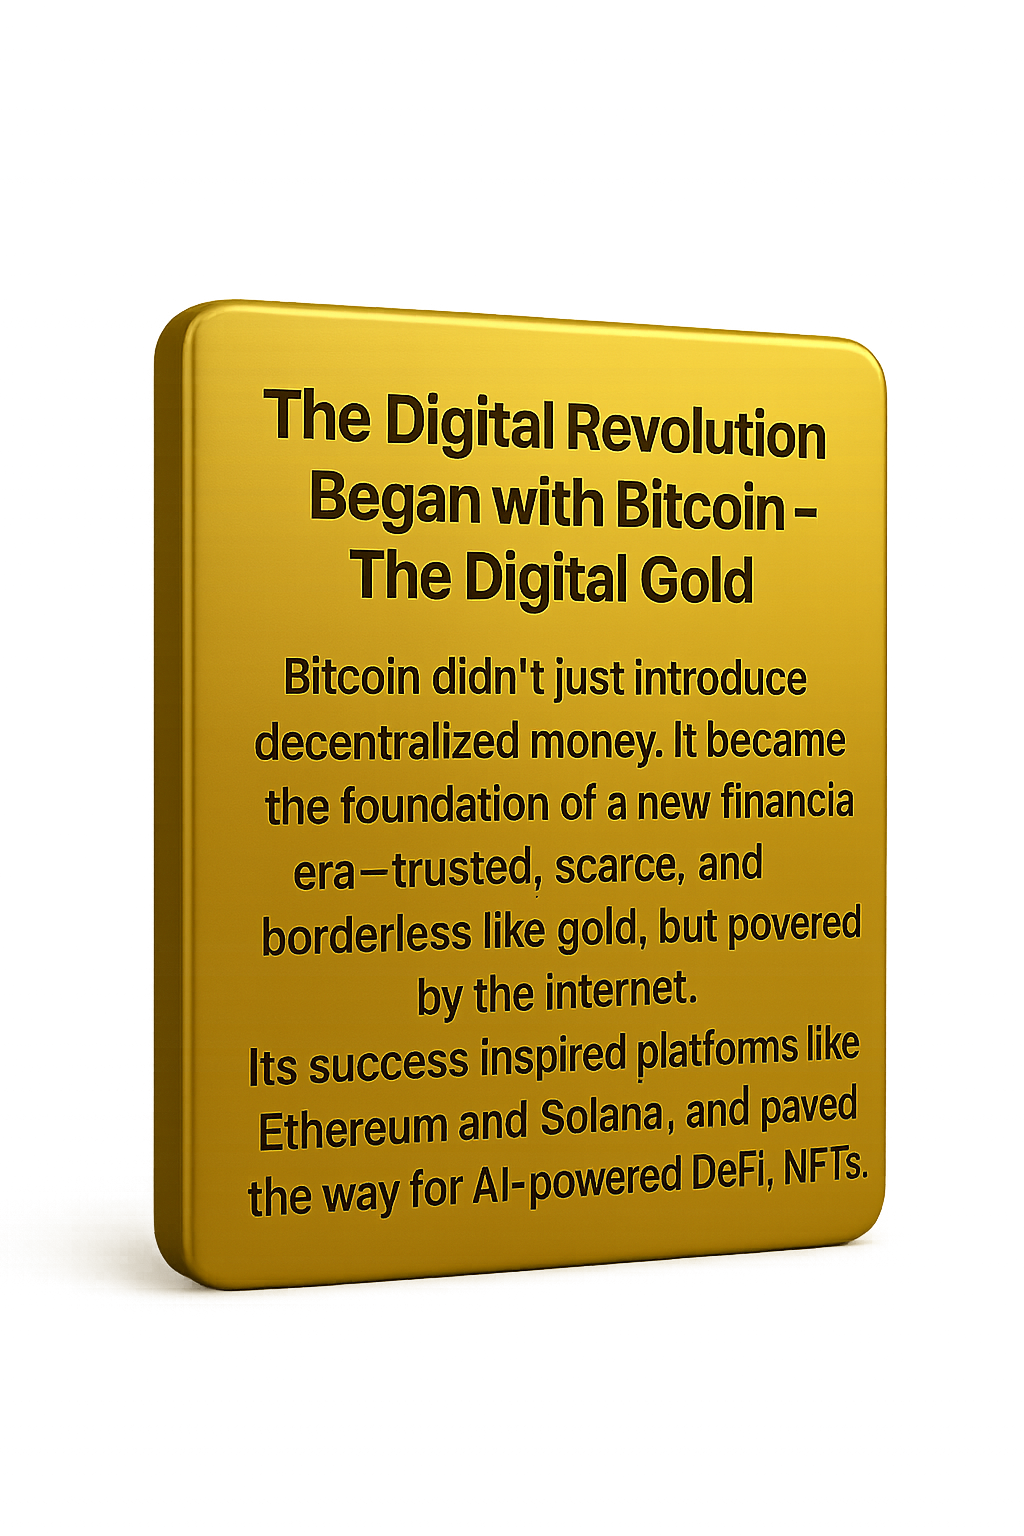 The Digital Revolution
Began with Bitcoin –
The Digital Gold
Bitcoin didn't just introduce
decentralized money. It became
the foundation of a new financia
era—trusted, scarce, and
borderless like gold, but povered
by the internet.
Its success inspired platforms like
Ethereum and Solana, and paved
the way for AI-powered DeFi, NFTs.